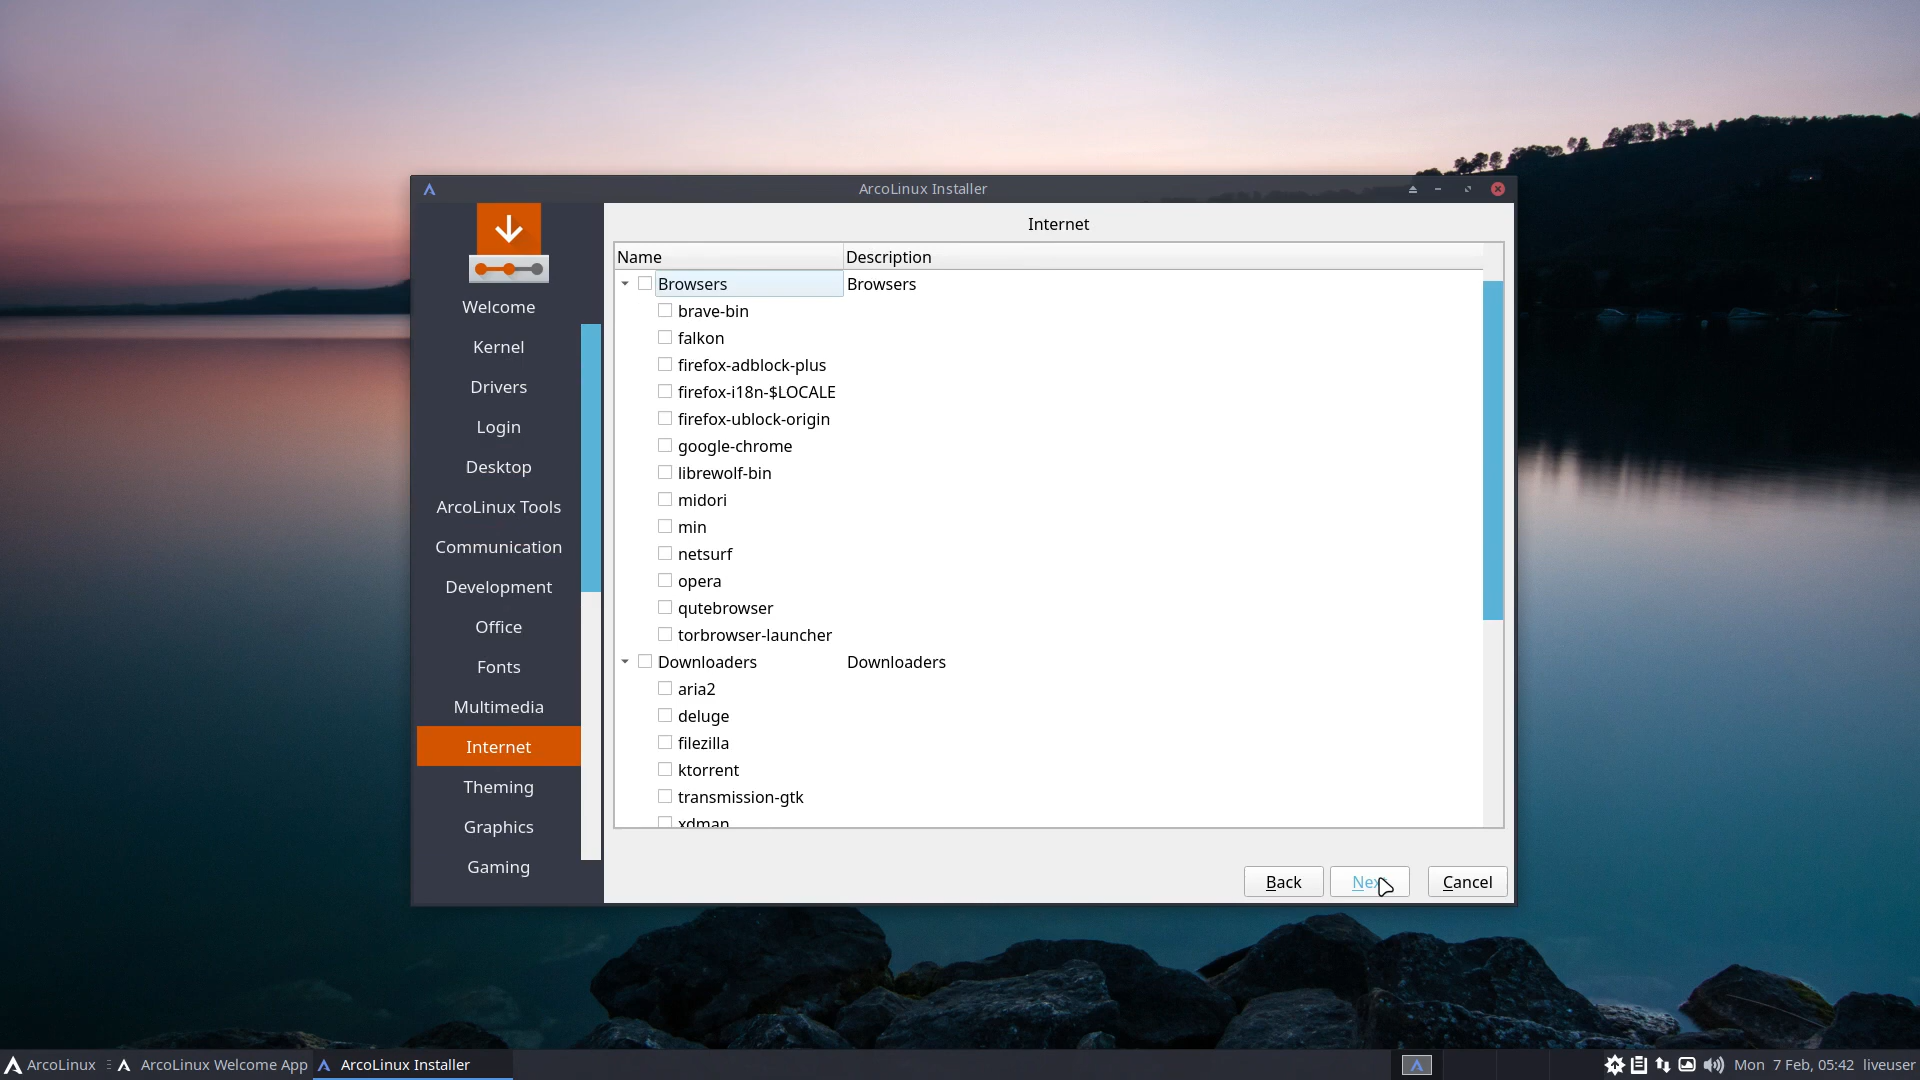 ArcoLinux Installer
Welcome
Kernel
Drivers
Login
Desktop
ArcoLinux Tools
Communication
Development
Office
Fonts
Multimedia
Internet
Theming
Graphics
Gaming
Internet
Name Description
Browsers Browsers
brave-bin
falkon
firefox-adblock-plus
firefox-i18n-$LOCALE
firefox-ublock-origin
google-chrome
librewolf-bin
midori
min
netsurf
opera
qutebrowser
torbrowser-launcher
Downloaders Downloaders
aria2
deluge
filezilla
ktorrent
transmission-gtk
xdman
Back Next Cancel
ArcoLinux ArcoLinux Welcome App ArcoLinux Installer Mon 7 Feb, 05:42 liveuser